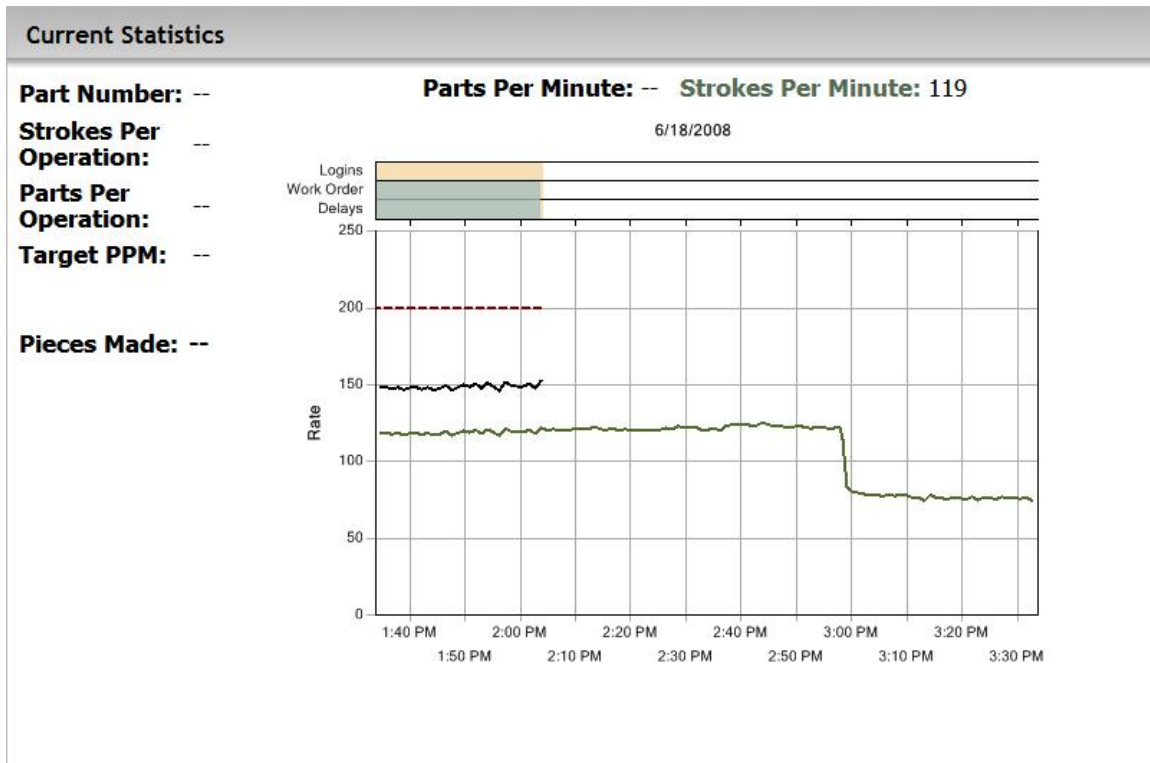 Current Statistics
Part Number: --
Parts Per Minute: -- Strokes Per Minute: 119
Strokes Per
Operation: --
Parts Per
Operation: --
Target PPM: --
Pieces Made: --
6/18/2008
Logins
Work Order
Delays
250
200
150
100
50
0
Rate
1:40 PM 2:00 PM 2:20 PM 2:40 PM 3:00 PM 3:20 PM
1:50 PM 2:10 PM 2:30 PM 2:50 PM 3:10 PM 3:30 PM